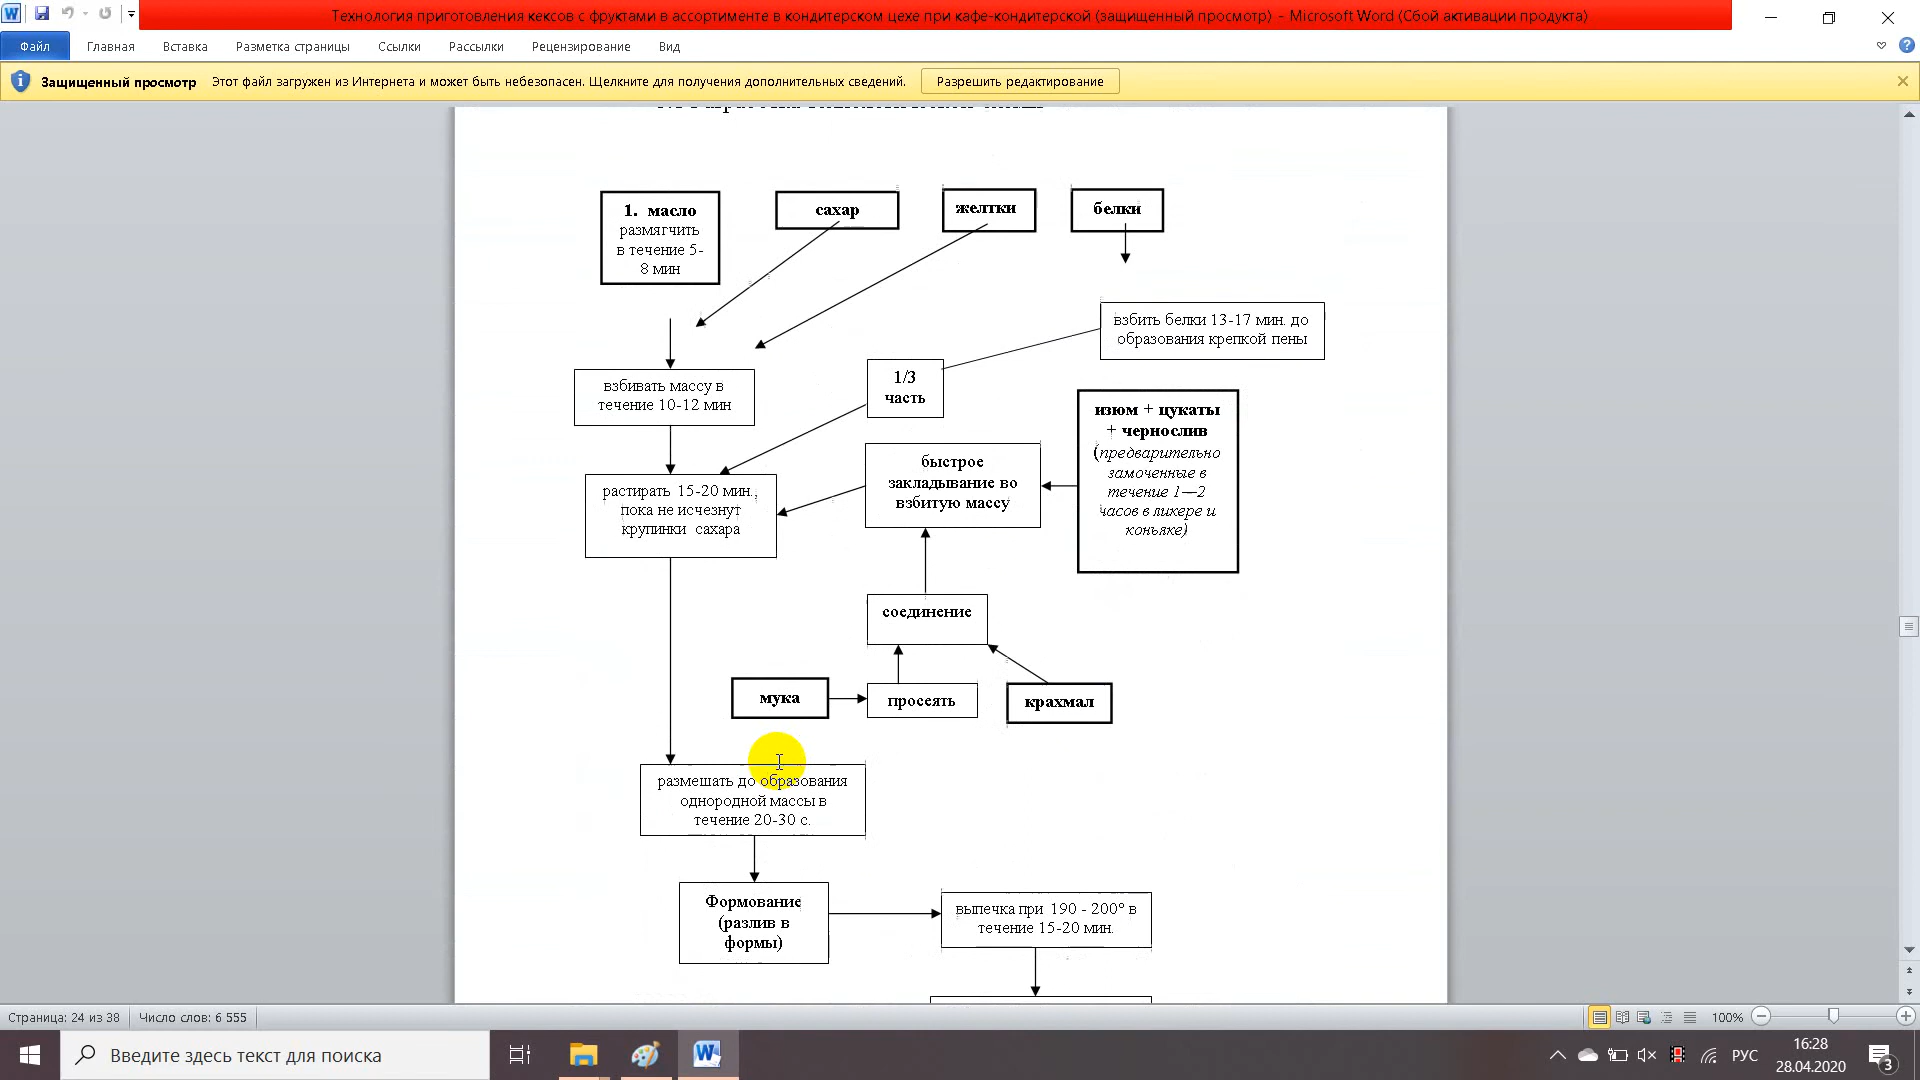 Технология приготовления кексов с фруктами в ассортименте в кондитерском цехе при кафе-кондитерской (защищенный просмотр) - Microsoft Word (Сбой активации продукта)
Файл Главная Вставка Разметка страницы Ссылки Рассылки Рецензирование Вид
Защищенный просмотр Этот файл загружен из Интернета и может быть небезопасен. Щелкните для получения дополнительных сведений. Разрешить редактирование
1. масло
размягчить
в течение 5-
8 мин
сахар
желтки
белки
взбить белки 13-17 мин. до
образования крепкой пены
взбивать массу в
течение 10-12 мин
1/3
часть
изюм + цукаты
+ чернослив
(предварительно
замоченные в
течение 1—2
часов в ликере и
коньяке)
быстрое
закладывание во
взбитую массу
растирать 15-20 мин.,
пока не исчезнут
крупинки сахара
соединение
мука
просеять
крахмал
размешать до образования
однородной массы в
течение 20-30 с.
Формование
(разлив в
формы)
выпечка при 190 - 200° в
течение 15-20 мин.
Страница: 24 из 38 Число слов: 6 555 100%
Введите здесь текст для поиска
РУС
16:28
28.04.2020
3